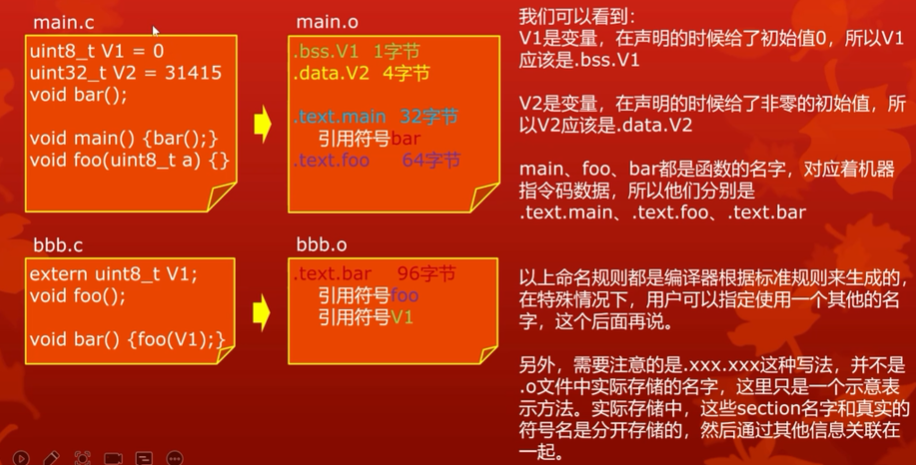 main.c
uint8_t V1 = 0
uint32_t V2 = 31415
void bar();
void main() {bar();}
void foo(uint8_t a) {}
main.o
.bss.V1 1字节
.data.V2 4字节
.text.main 32字节
引用符号bar
.text.foo 64字节
bbb.c
extern uint8_t V1;
void foo();
void bar() {foo(V1);}
bbb.o
.text.bar 96字节
引用符号foo
引用符号V1
我们可以看到：
V1是变量，在声明的时候给了初始值0，所以V1
应该是.bss.V1
V2是变量，在声明的时候给了非零的初始值，所
以V2应该是.data.V2
main、foo、bar都是函数的名字，对应着机器
指令码数据，所以他们分别是
.text.main、.text.foo、.text.bar
以上命名规则都是编译器根据标准规则来生成的，
在特殊情况下，用户可以指定使用一个其他的名
字，这个后面再说。
另外，需要注意的是.xxx.xxx这种写法，并不是
.o文件中实际存储的名字，这里只是一个示意表
示方法。实际存储中，这些section名字和真实的
符号名是分开存储的，然后通过其他信息关联在
一起。